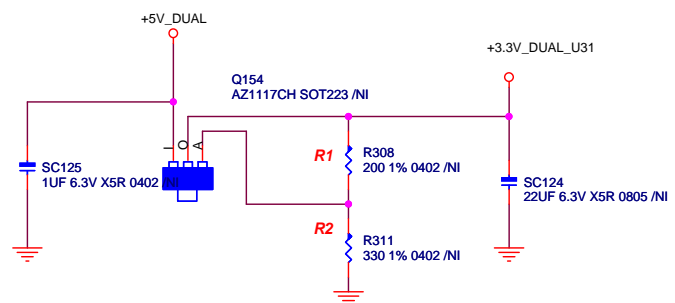 +5V_DUAL
+3.3V_DUAL_U31
Q154
AZ1117CH SOT223 /NI
I
O
A
R1
R308
200 1% 0402 /NI
SC125
1UF 6.3V X5R 0402 /NI
SC124
22UF 6.3V X5R 0805 /NI
R2
R311
330 1% 0402 /NI